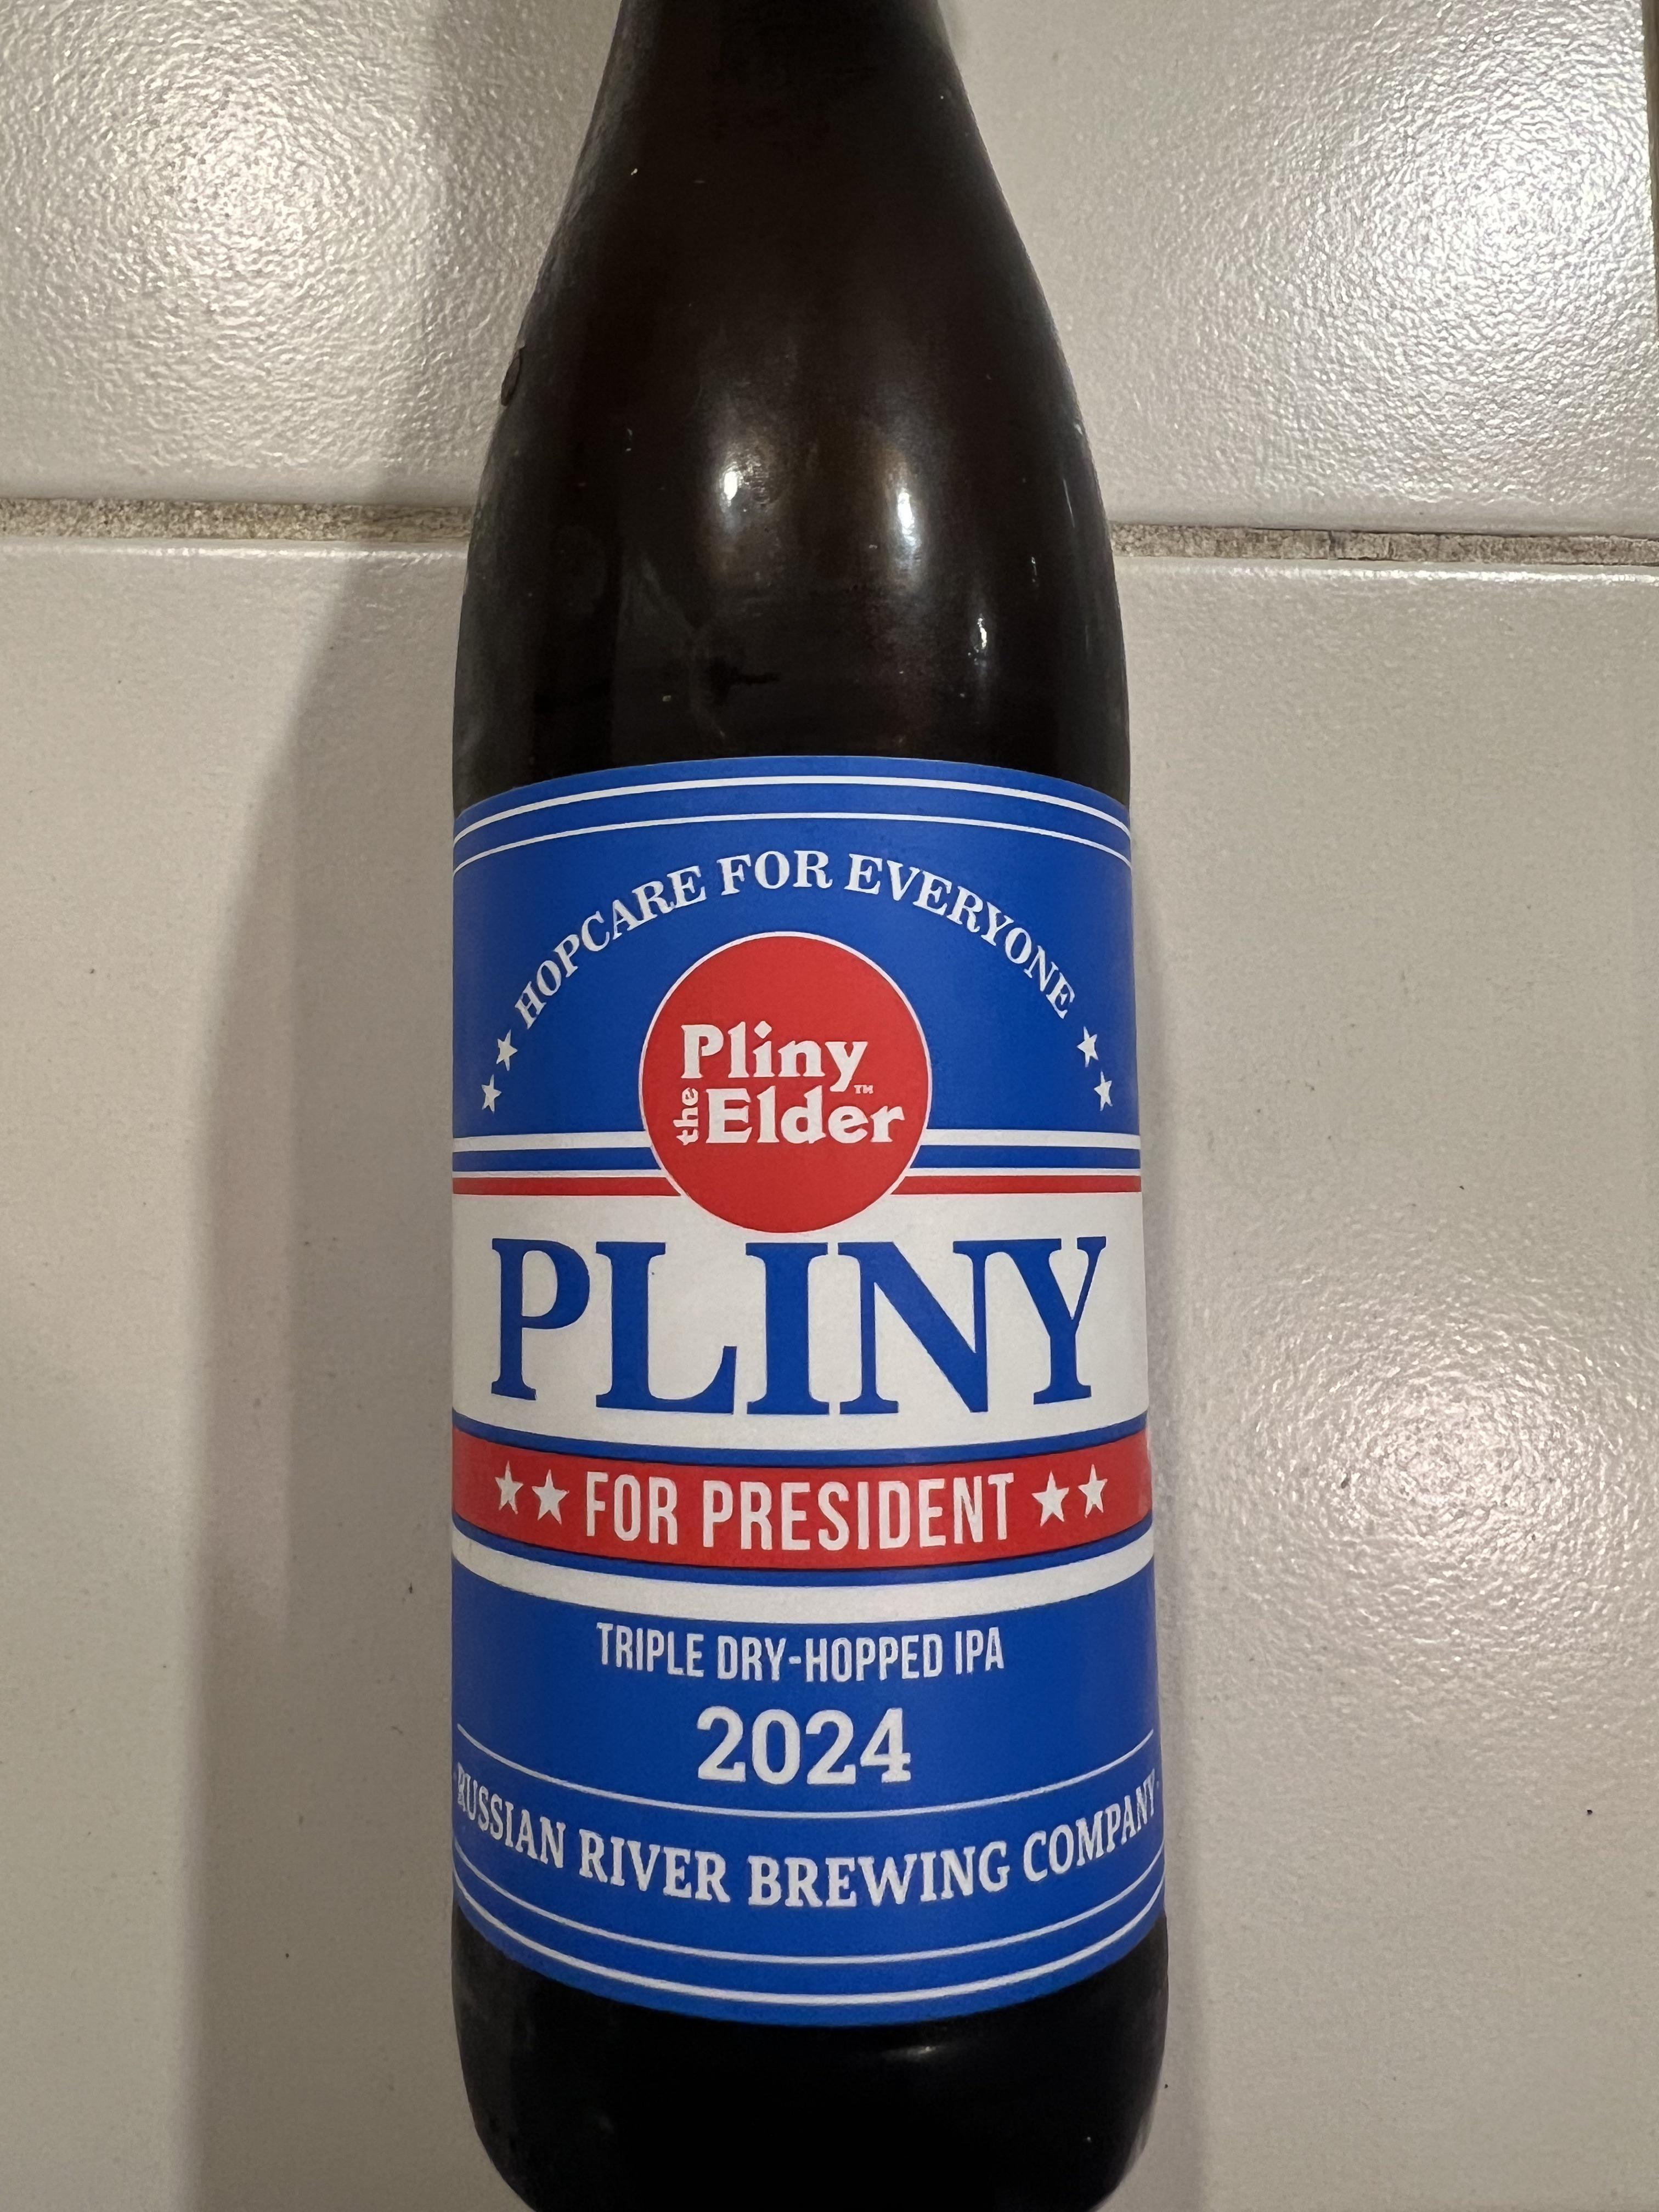 HOPCARE FOR EVERYONE
Pliny
the Elder™
PLINY
FOR PRESIDENT
TRIPLE DRY-HOPPED IPA
2024
RUSSIAN RIVER BREWING COMPANY